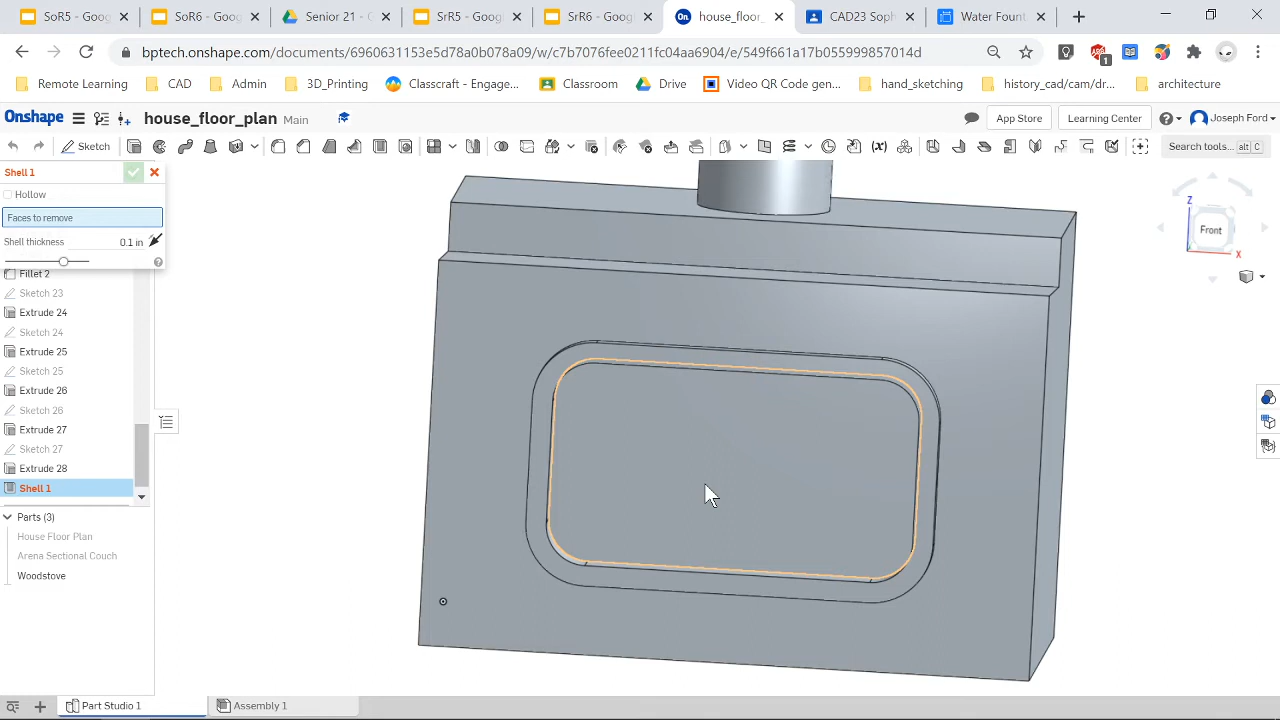 SoR5 - Goog
SoR6 - Goog
Senior 21 - G
SrR5 - Googl
SrR6 - Googl
On
house_floor_
CAD21 Soph
Water Fount
bptech.onshape.com/documents/6960631153e5d78a0b078a09/w/c7b7076fee0211fc04aa6904/e/549f661a17b055999857014d
1
Remote Learning
CAD
Admin
3D_Printing
Classcraft - Engage...
Classroom
Drive
Video QR Code gen...
hand_sketching
history_cad/cam/dr...
architecture
Onshape
house_floor_plan
Main
App Store
Learning Center
Joseph Ford
Sketch
(x)
Search tools...
alt C
Shell 1
Hollow
Faces to remove
Shell thickness
0.1 in
Fillet 2
Sketch 23
Extrude 24
Sketch 24
Extrude 25
Sketch 25
Extrude 26
Sketch 26
Extrude 27
Sketch 27
Extrude 28
Shell 1
Parts (3)
House Floor Plan
Arena Sectional Couch
Woodstove
Z
Front
X
Part Studio 1
Assembly 1